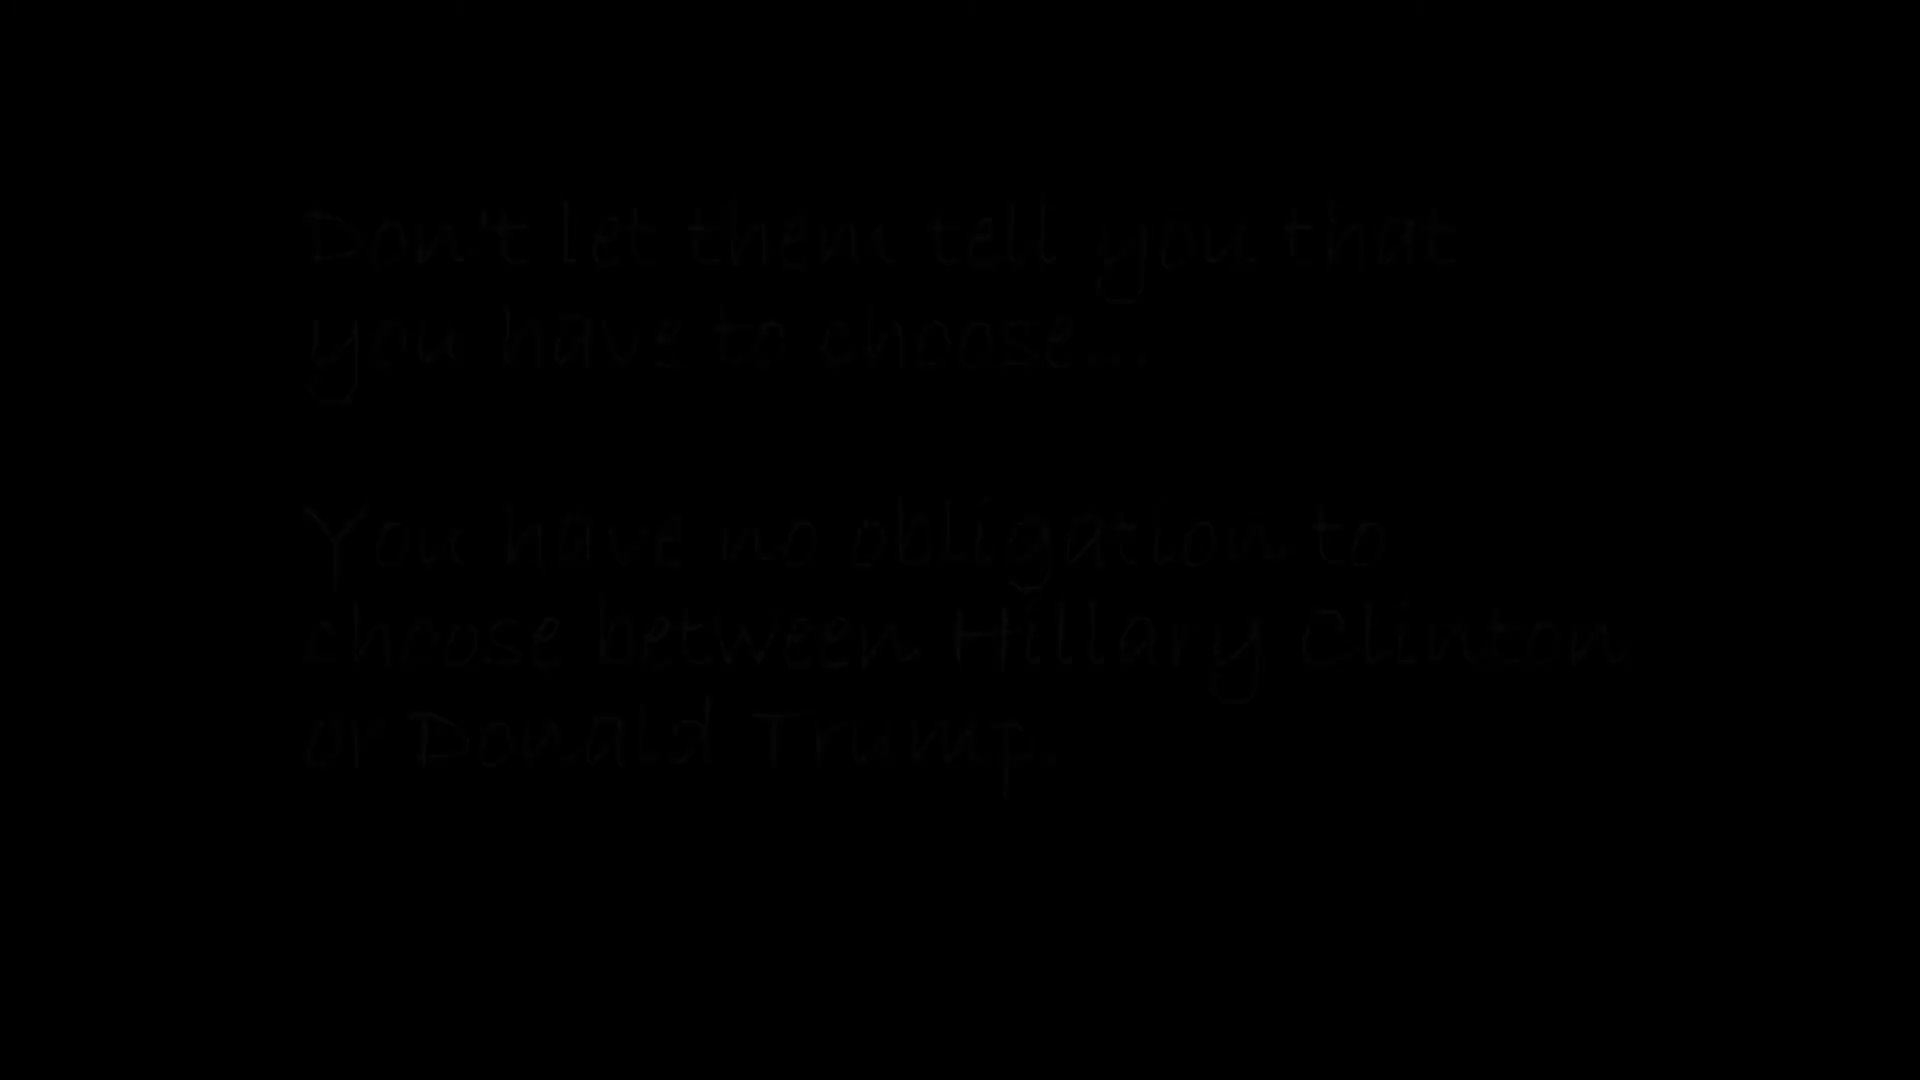 Don't let them tell you that
you have to choose...
You have no obligation to
choose between Hillary Clinton
or Donald Trump.